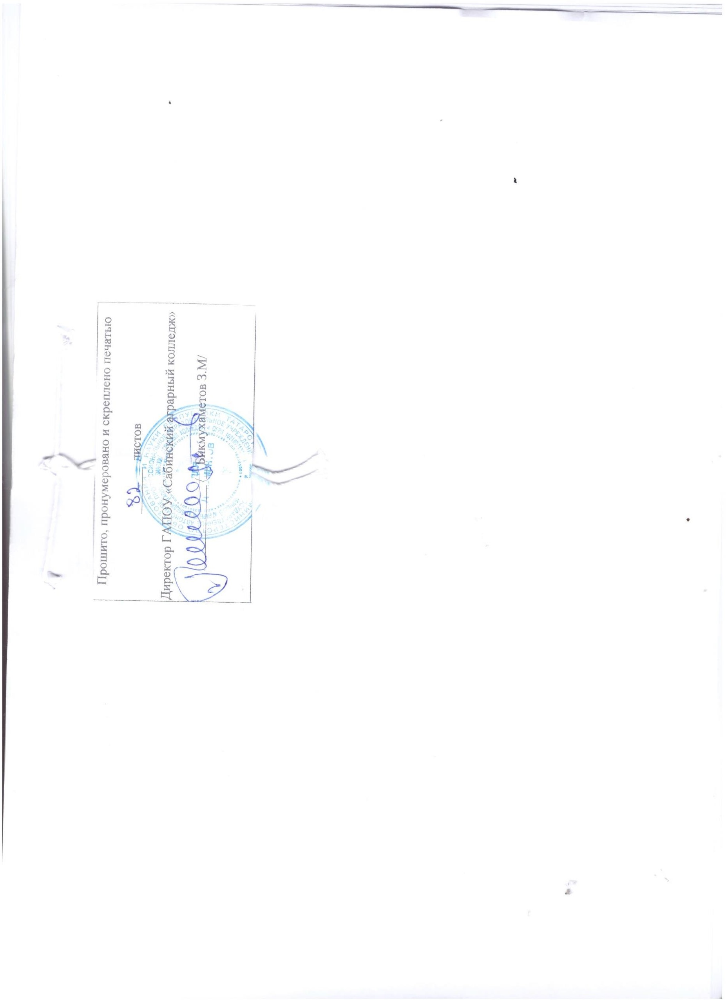 Прошито, пронумеровано и скреплено печатью
82 листов
Директор ГАПОУ «Сабинский аграрный колледж»
/Бикмухаметов З.М/